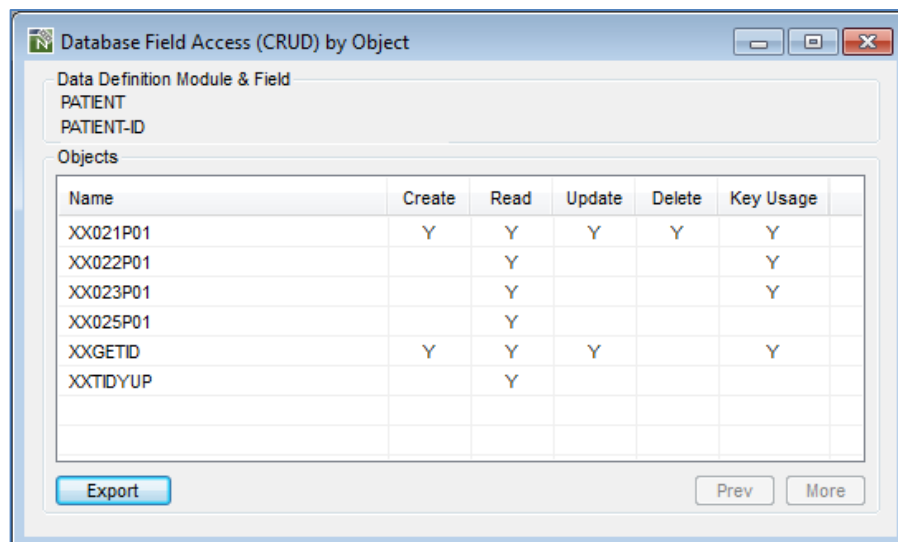 Database Field Access (CRUD) by Object
Data Definition Module & Field
PATIENT
PATIENT-ID
Objects
Name Create Read Update Delete Key Usage
XX021P01 Y Y Y Y Y
XX022P01 Y Y
XX023P01 Y Y
XX025P01 Y
XXGETID Y Y Y Y
XXTIDYUP Y
Export Prev More